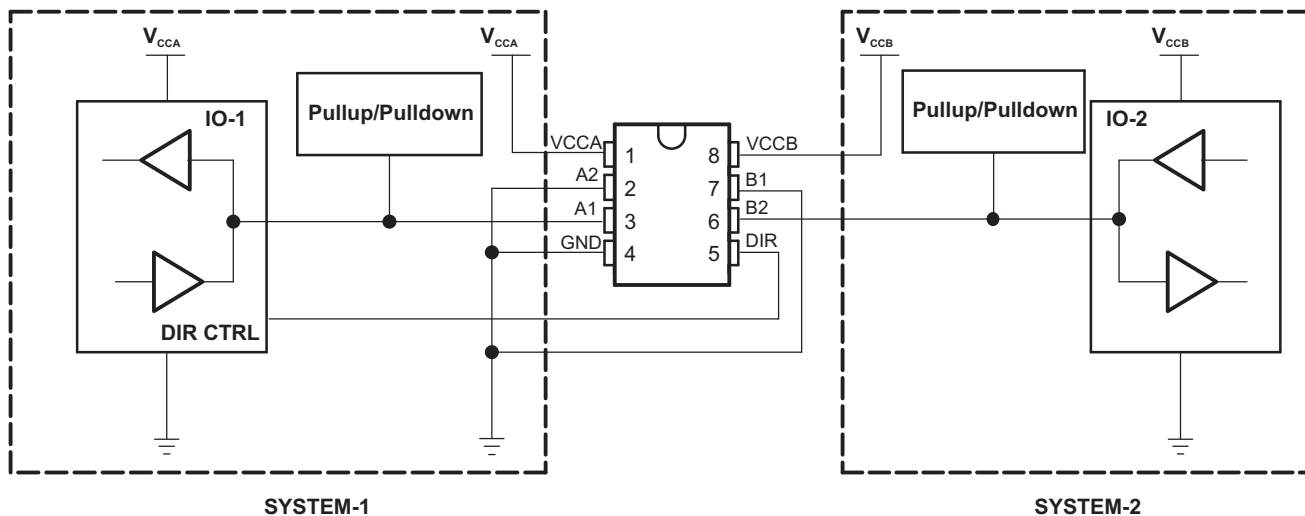 VCCA
VCCA
VCCB
VCCB
IO-1
Pullup/Pulldown
Pullup/Pulldown
IO-2
VCCA 1 8 VCCB
A2 2 7 B1
A1 3 6 B2
GND 4 5 DIR
DIR CTRL
SYSTEM-1
SYSTEM-2